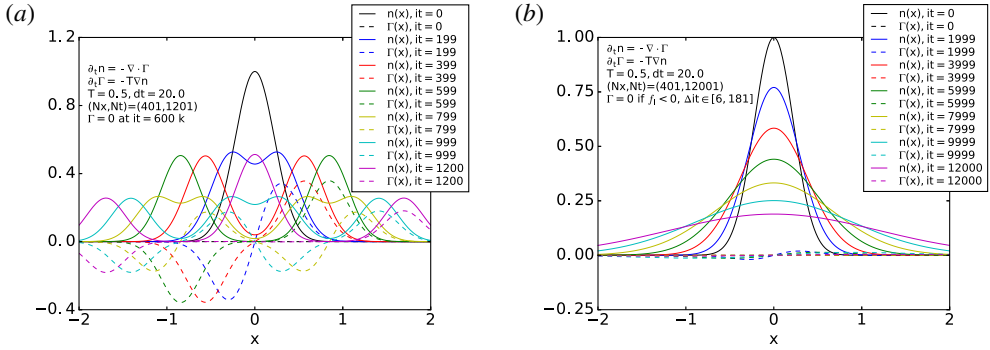 (a)
1.2
0.8
0.4
0.0
−0.4
−2
−1
0
1
2
x
∂ₜn = -∇·Γ
∂ₜΓ = -T∇n
T = 0.5, dt = 20.0
(Nx,Nt)=(401,1201)
Γ = 0 at it = 600 k
n(x), it = 0
Γ(x), it = 0
n(x), it = 199
Γ(x), it = 199
n(x), it = 399
Γ(x), it = 399
n(x), it = 599
Γ(x), it = 599
n(x), it = 799
Γ(x), it = 799
n(x), it = 999
Γ(x), it = 999
n(x), it = 1200
Γ(x), it = 1200
(b)
1.00
0.75
0.50
0.25
0.00
−0.25
−2
−1
0
1
2
x
∂ₜn = -∇·Γ
∂ₜΓ = -T∇n
T = 0.5, dt = 20.0
(Nx,Nt)=(401,12001)
Γ = 0 if fₗ < 0, Δit∈[6,181]
n(x), it = 0
Γ(x), it = 0
n(x), it = 1999
Γ(x), it = 1999
n(x), it = 3999
Γ(x), it = 3999
n(x), it = 5999
Γ(x), it = 5999
n(x), it = 7999
Γ(x), it = 7999
n(x), it = 9999
Γ(x), it = 9999
n(x), it = 12000
Γ(x), it = 12000